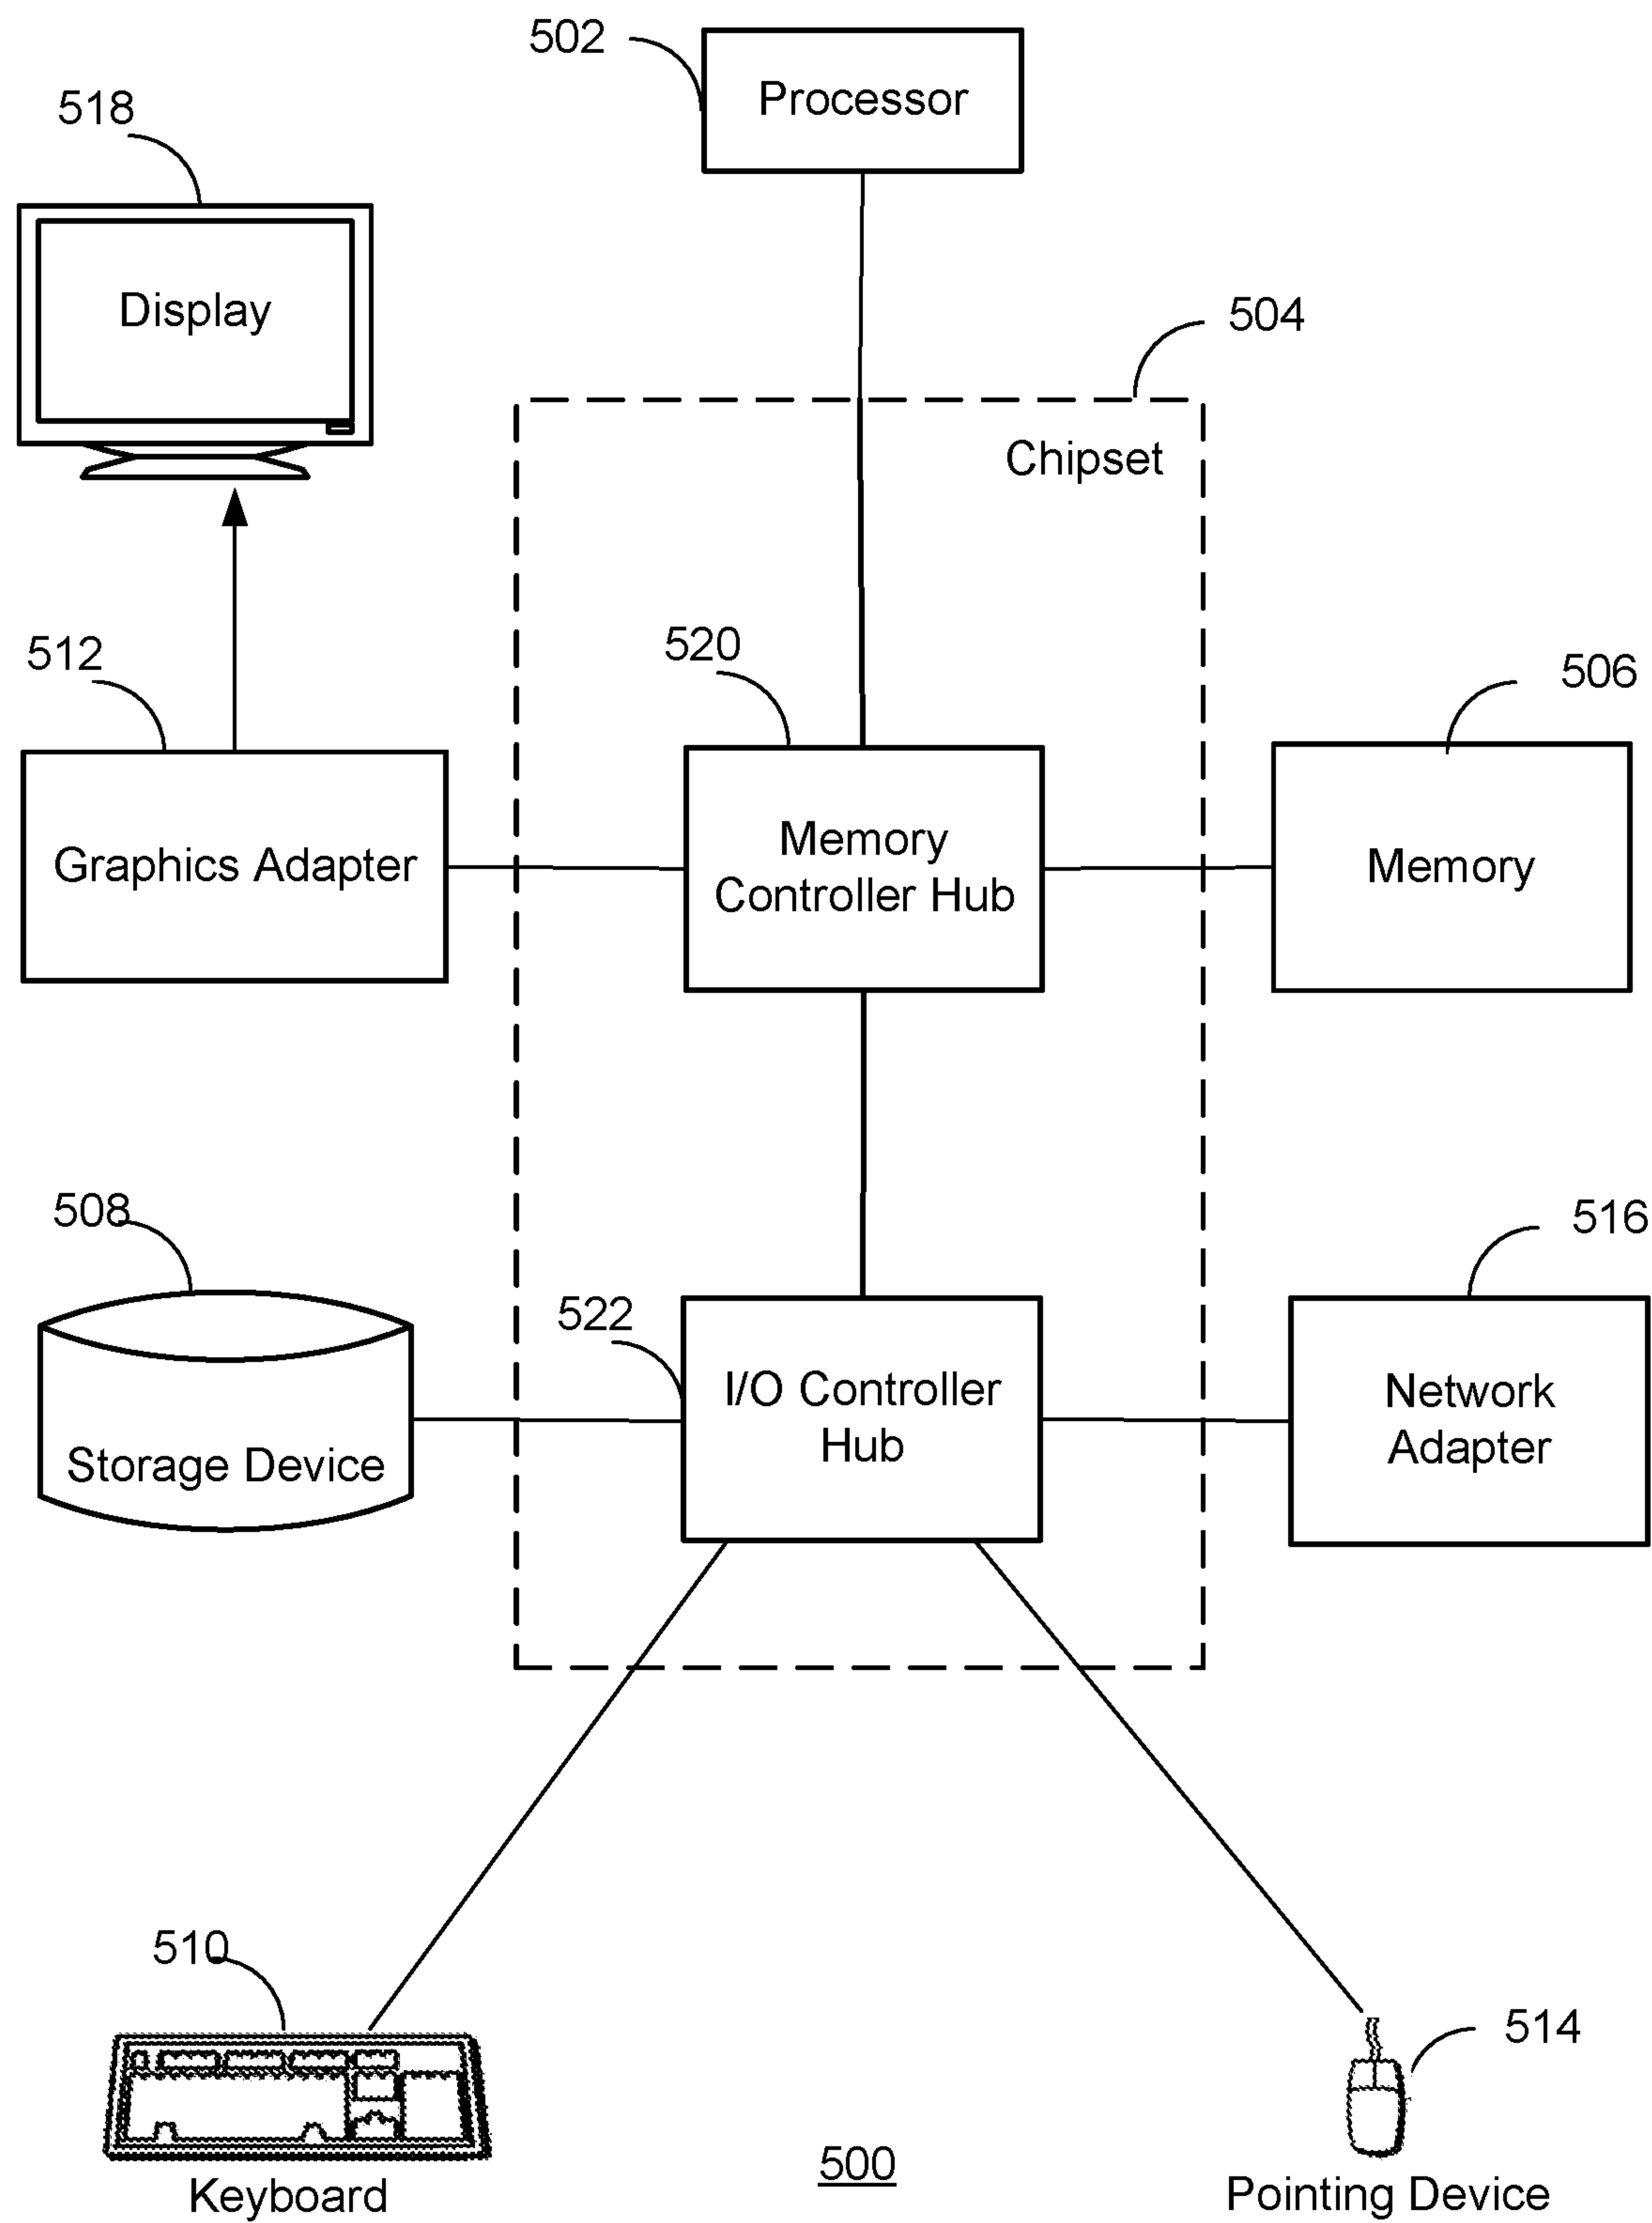 502
Processor
518
Display
504
Chipset
512
520
506
Graphics Adapter
Memory
Controller Hub
Memory
508
516
522
Storage Device
I/O Controller
Hub
Network
Adapter
510
514
Keyboard
500
Pointing Device